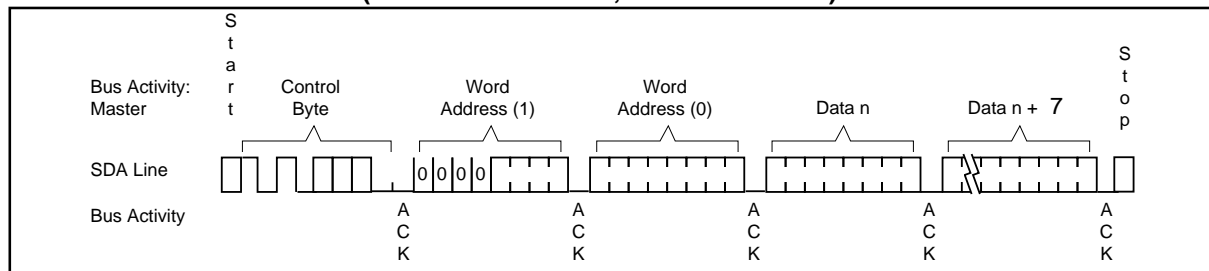 Start
Stop
Bus Activity:
Master
Control
Byte
Word
Address (1)
Word
Address (0)
Data n
Data n + 7
SDA Line
0 0 0 0
Bus Activity
ACK
ACK
ACK
ACK
ACK